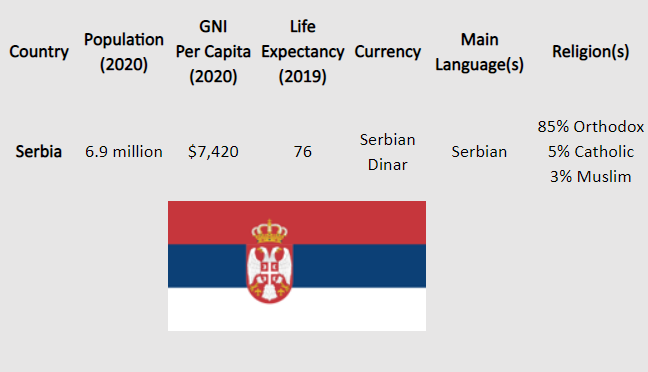 Country
Population
(2020)
GNI
Per Capita
(2020)
Life
Expectancy
(2019)
Currency
Main
Language(s)
Religion(s)
Serbia
6.9 million
$7,420
76
Serbian
Dinar
Serbian
85% Orthodox
5% Catholic
3% Muslim